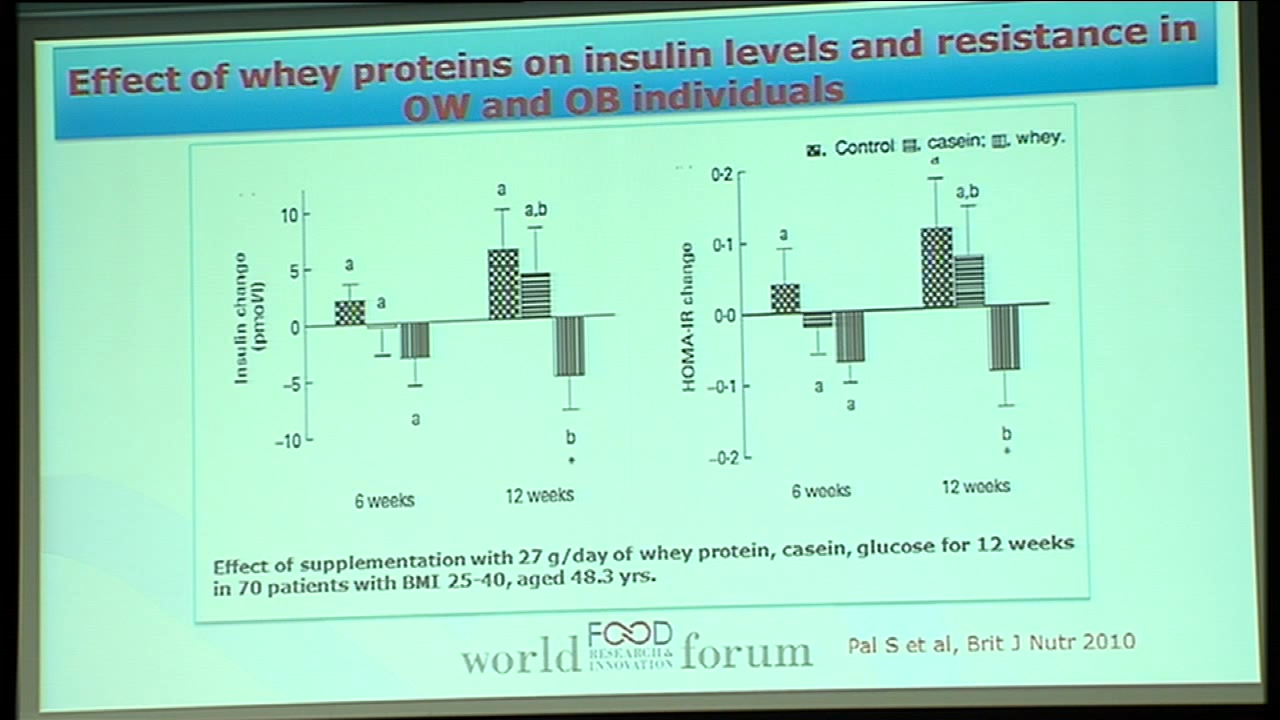 Effect of whey proteins on insulin levels and resistance in
OW and OB individuals
Control casein; whey.
Insulin change
(pmol/l)
10
5
0
–5
–10
a
a
a
a
a,b
b
*
6 weeks
12 weeks
HOMA-IR change
0·2
0·1
0·0
–0·1
–0·2
a
a
a
a
a,b
b
*
6 weeks
12 weeks
Effect of supplementation with 27 g/day of whey protein, casein, glucose for 12 weeks
in 70 patients with BMI 25-40, aged 48.3 yrs.
world FOOD RESEARCH & INNOVATION forum
Pal S et al, Brit J Nutr 2010